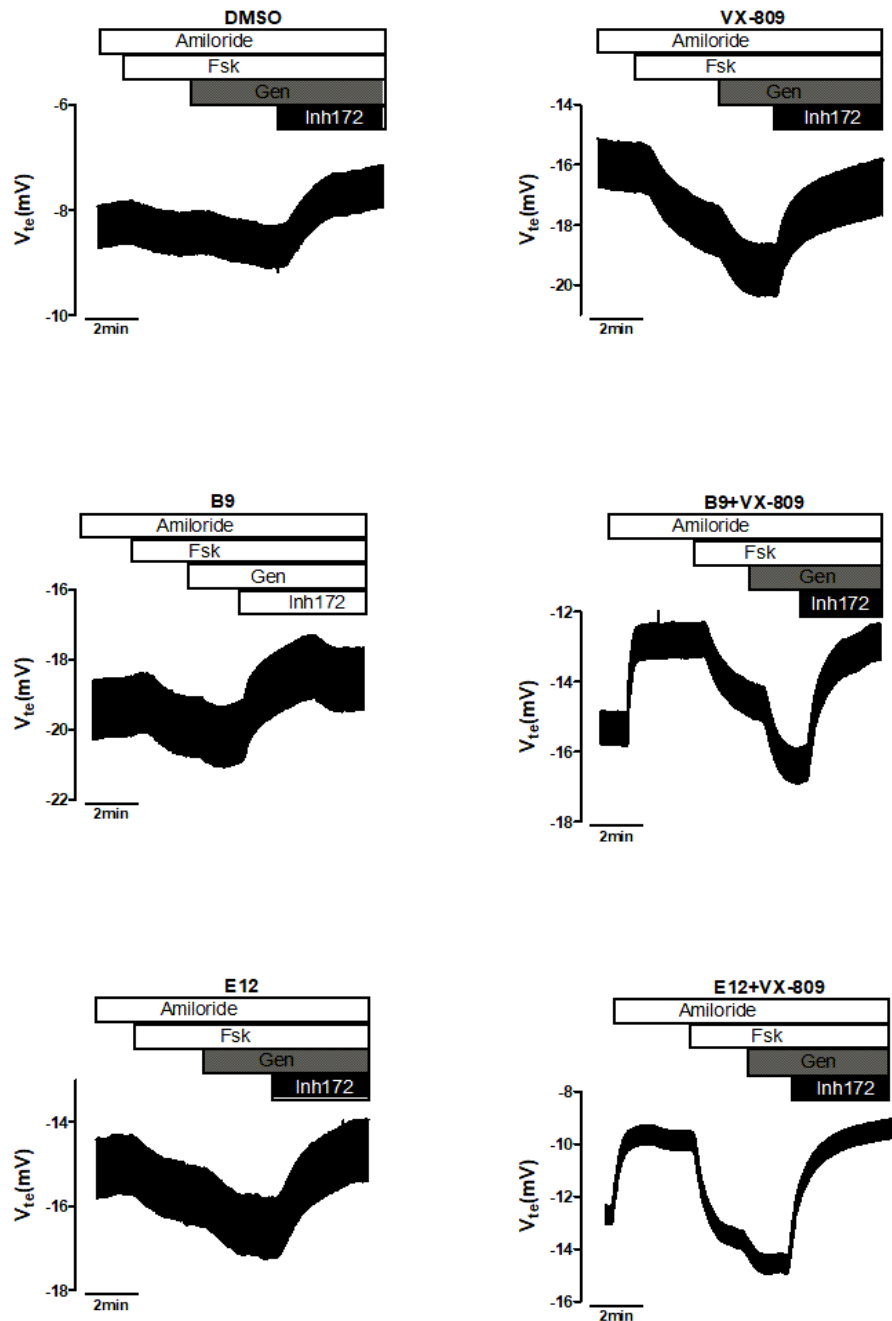 DMSO
Amiloride
Fsk
Gen
Inh172
-6
-8
-10
Vte(mV)
2min
VX-809
Amiloride
Fsk
Gen
Inh172
-14
-16
-18
-20
Vte(mV)
2min
B9
Amiloride
Fsk
Gen
Inh172
-16
-18
-20
-22
Vte(mV)
2min
B9+VX-809
Amiloride
Fsk
Gen
Inh172
-12
-14
-16
-18
Vte(mV)
2min
E12
Amiloride
Fsk
Gen
Inh172
-14
-16
-18
Vte(mV)
2min
E12+VX-809
Amiloride
Fsk
Gen
Inh172
-8
-10
-12
-14
-16
Vte(mV)
2min